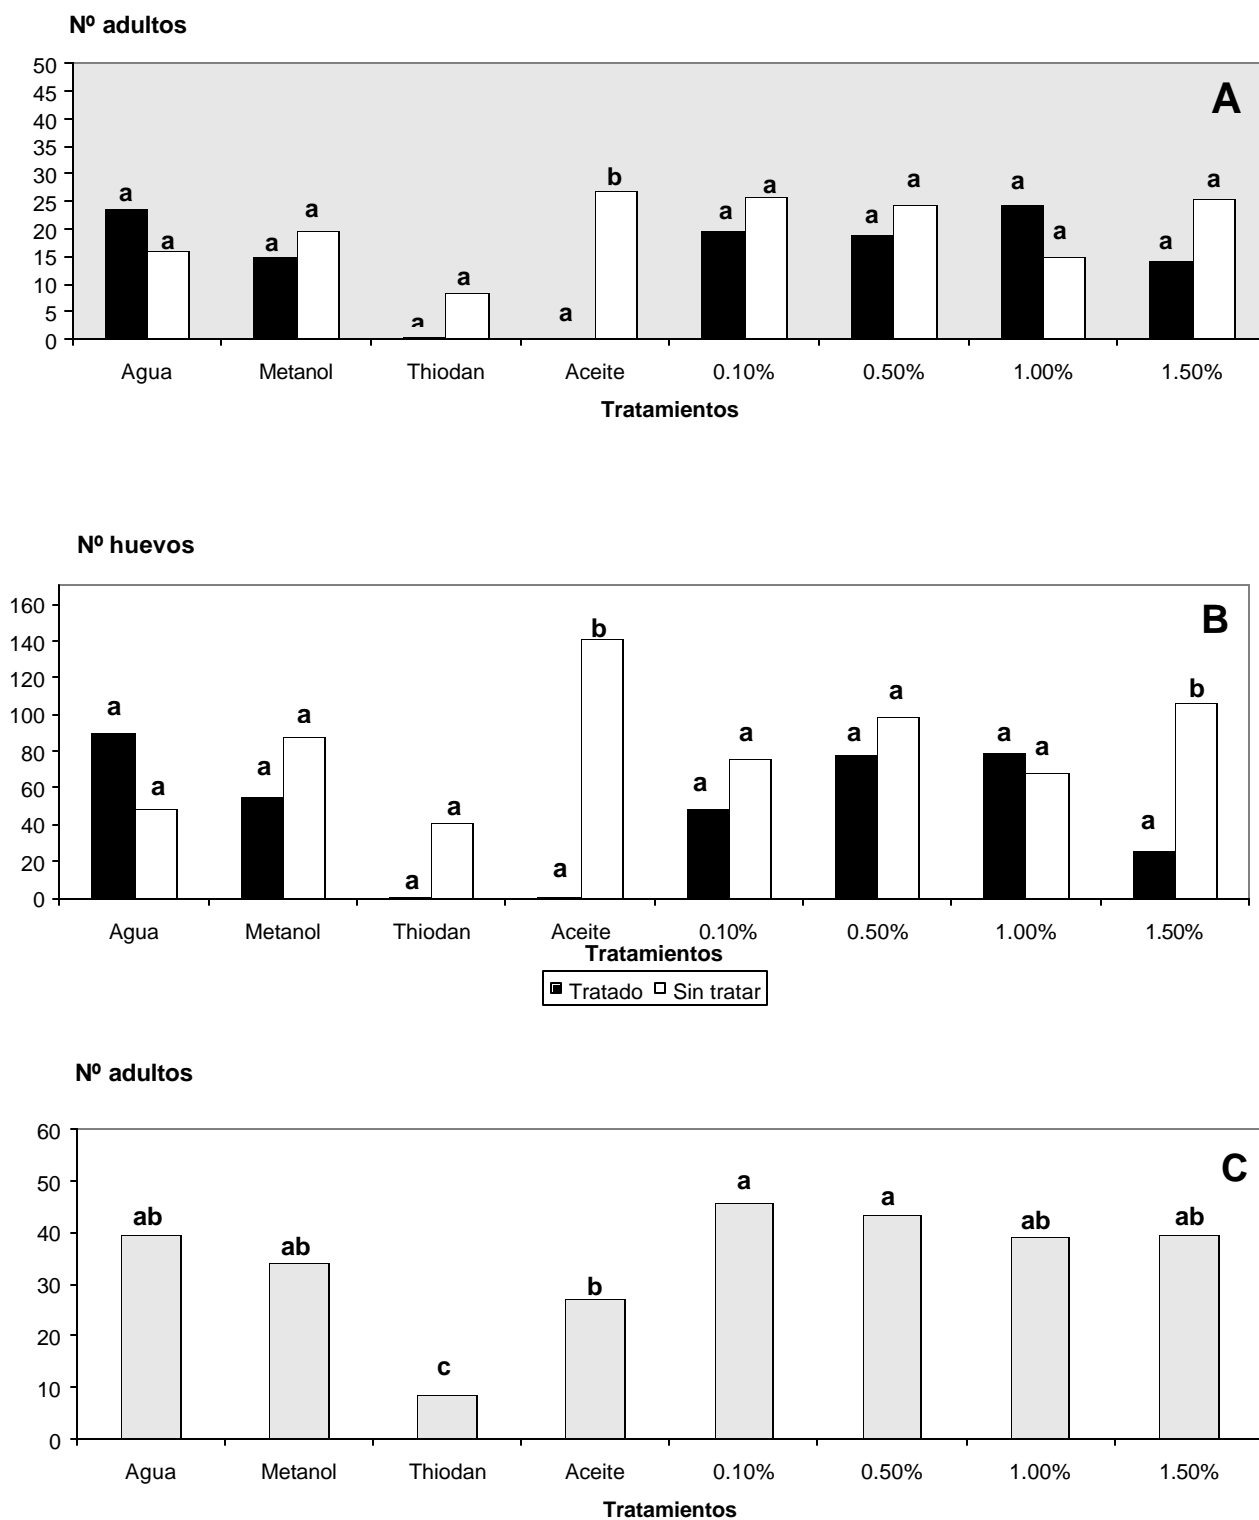 Nº adultos
A
50
45
40
35
30
25
20
15
10
5
0
a a a a a a a b a a a a a a a a
Agua Metanol Thiodan Aceite 0.10% 0.50% 1.00% 1.50%
Tratamientos
Nº huevos
B
160
140
120
100
80
60
40
20
0
a a a a a a a b a a a a a a a b
Agua Metanol Thiodan Aceite 0.10% 0.50% 1.00% 1.50%
Tratamientos
Tratado Sin tratar
Nº adultos
C
60
50
40
30
20
10
0
ab ab c b a a ab ab
Agua Metanol Thiodan Aceite 0.10% 0.50% 1.00% 1.50%
Tratamientos